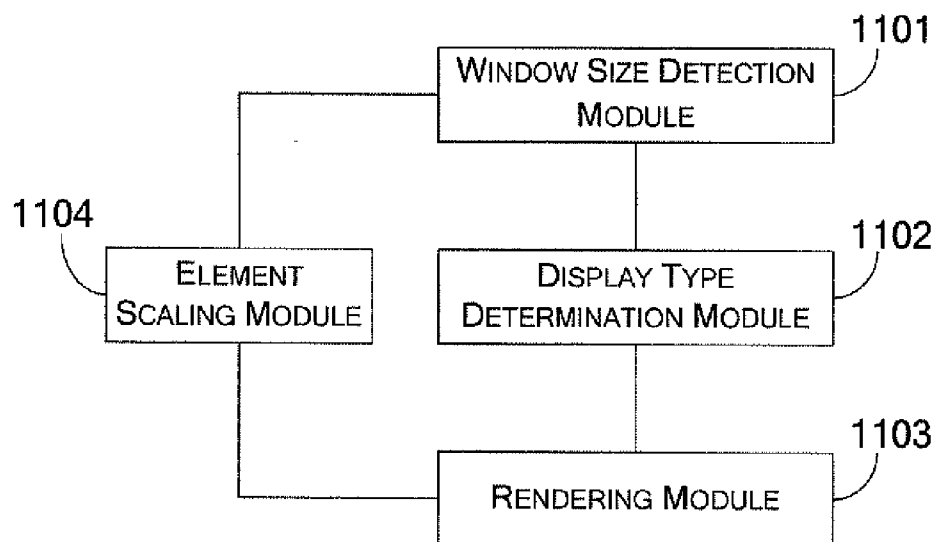 1101
WINDOW SIZE DETECTION
MODULE
1104
ELEMENT
SCALING MODULE
1102
DISPLAY TYPE
DETERMINATION MODULE
1103
RENDERING MODULE